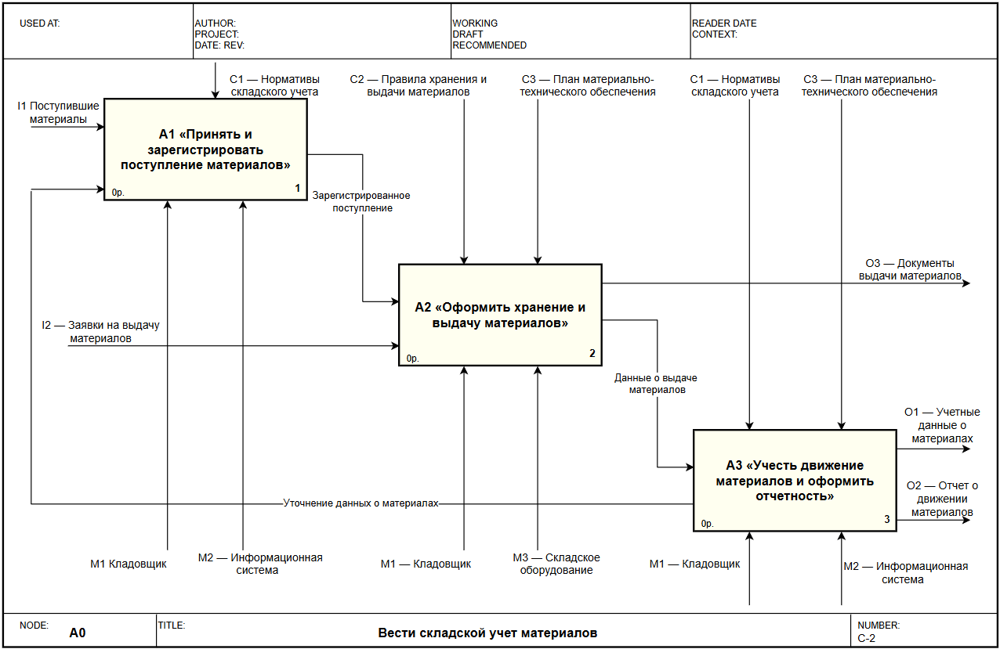 USED AT:
AUTHOR:
PROJECT:
DATE: REV:
WORKING
DRAFT
RECOMMENDED
READER DATE
CONTEXT:
C1 — Нормативы
складского учета
C2 — Правила хранения и
выдачи материалов
C3 — План материально-
технического обеспечения
C1 — Нормативы
складского учета
C3 — План материально-
технического обеспечения
I1 Поступившие
материалы
A1 «Принять и
зарегистрировать
поступление материалов»
0р.
1
Зарегистрированное
поступление
O3 — Документы
выдачи материалов
I2 — Заявки на выдачу
материалов
A2 «Оформить хранение и
выдачу материалов»
0р.
2
Данные о выдаче
материалов
O1 — Учетные
данные о
материалах
A3 «Учесть движение
материалов и оформить
отчетность»
0р.
3
O2 — Отчет о
движении
материалов
Уточнение данных о материалах
M1 Кладовщик
M2 — Информационная
система
M1 — Кладовщик
M3 — Складское
оборудование
M1 — Кладовщик
M2 — Информационная
система
NODE:
A0
TITLE:
Вести складской учет материалов
NUMBER:
C-2